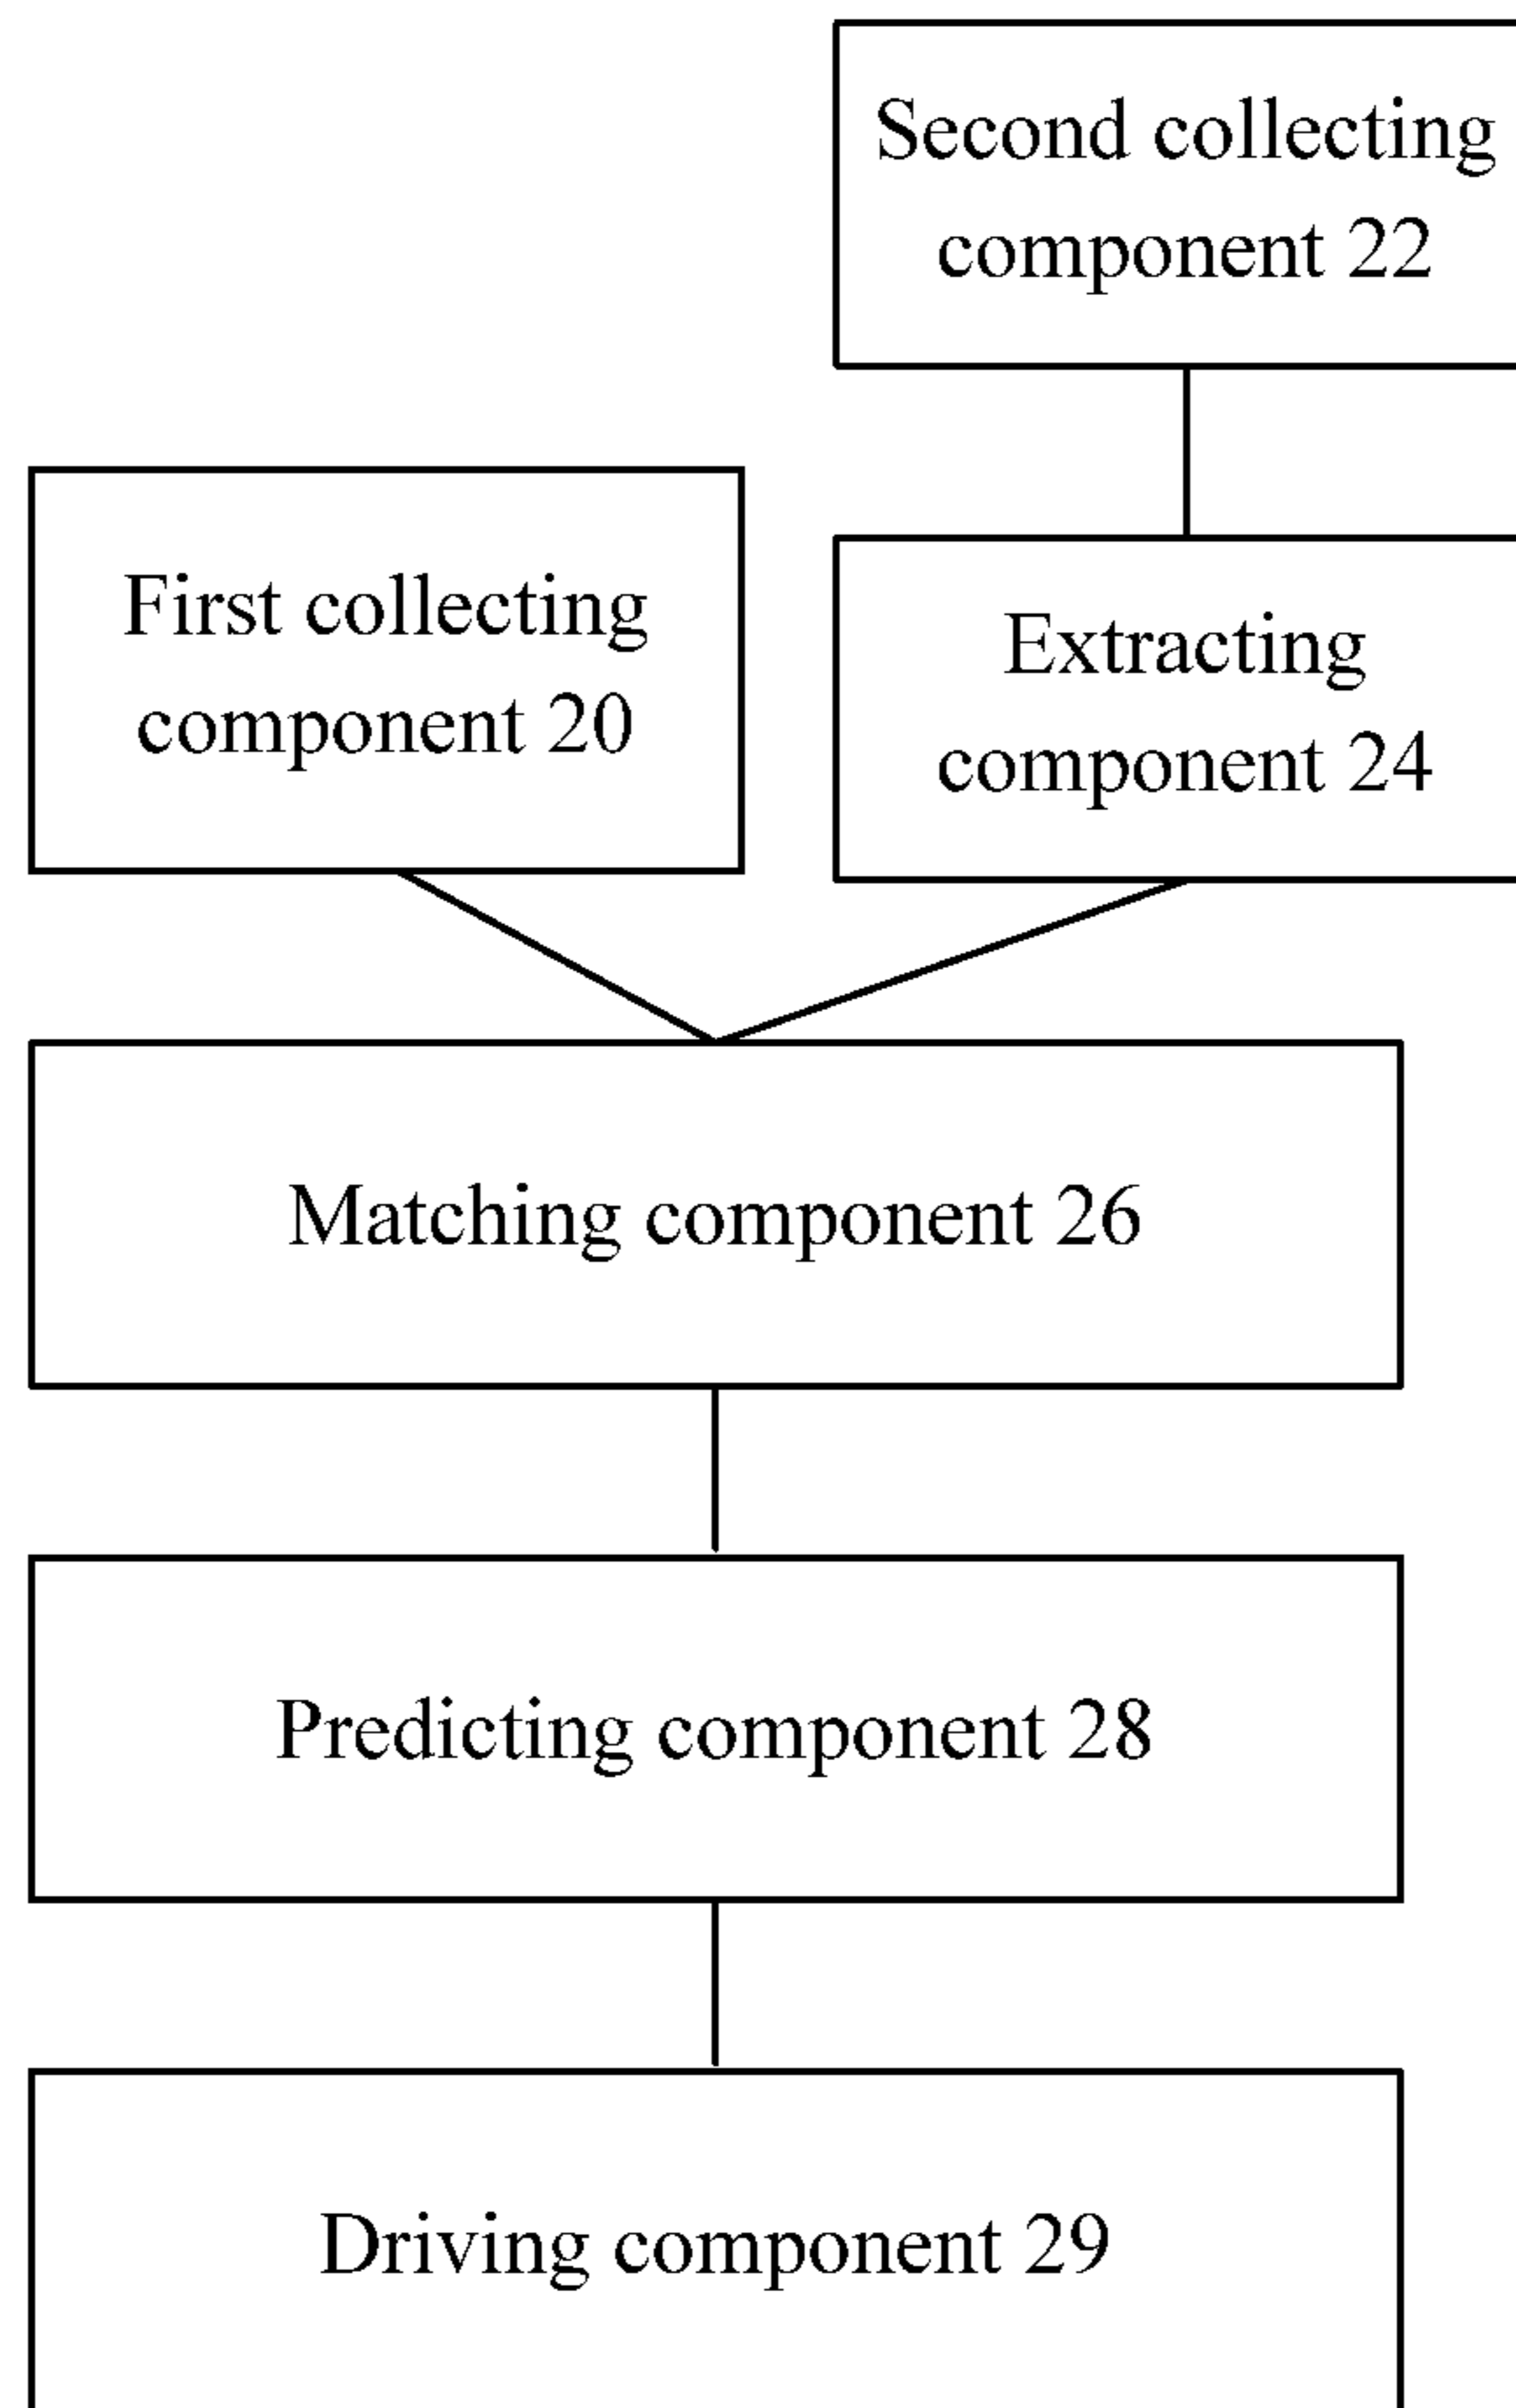 Second collecting
component 22
First collecting
component 20
Extracting
component 24
Matching component 26
Predicting component 28
Driving component 29